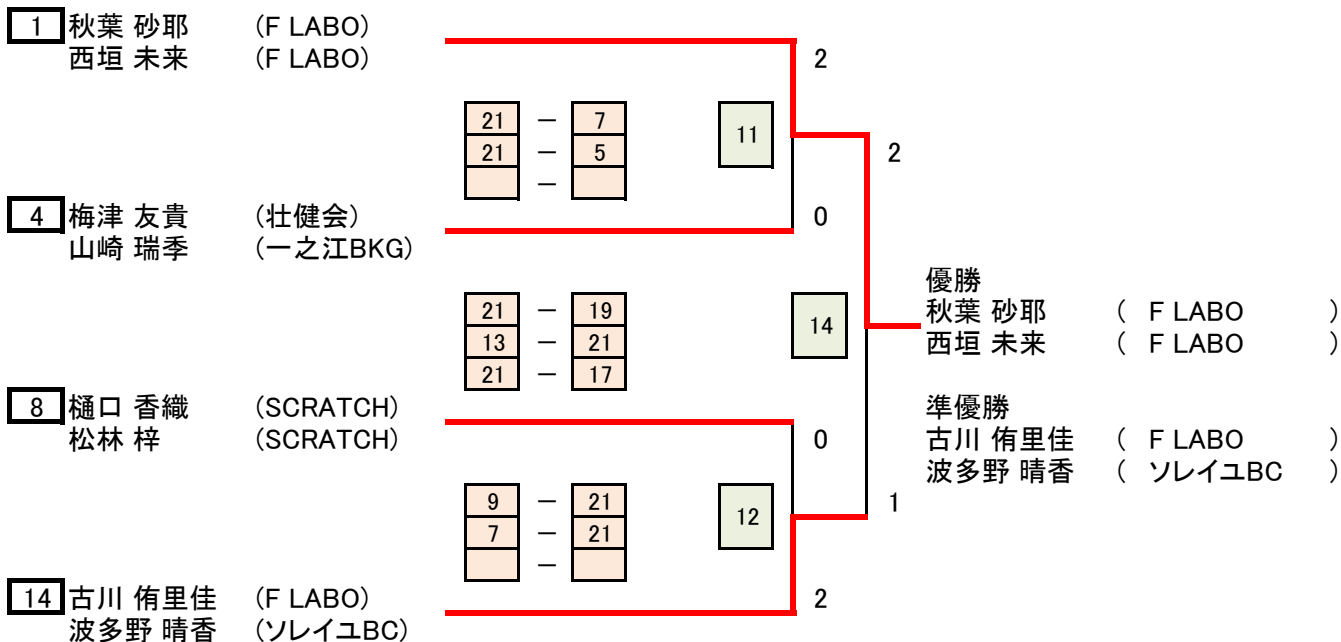 1 秋葉 砂耶 (F LABO)
西垣 未来 (F LABO)
2
21 － 7
21 － 5
－
11
2
4 梅津 友貴 (壮健会)
山崎 瑞季 (一之江BKG)
0
21 － 19
13 － 21
21 － 17
14
優勝
秋葉 砂耶 ( F LABO )
西垣 未来 ( F LABO )
8 樋口 香織 (SCRATCH)
松林 梓 (SCRATCH)
0
準優勝
古川 侑里佳 ( F LABO )
波多野 晴香 ( ソレイユBC )
9 － 21
7 － 21
－
12
1
14 古川 侑里佳 (F LABO)
波多野 晴香 (ソレイユBC)
2